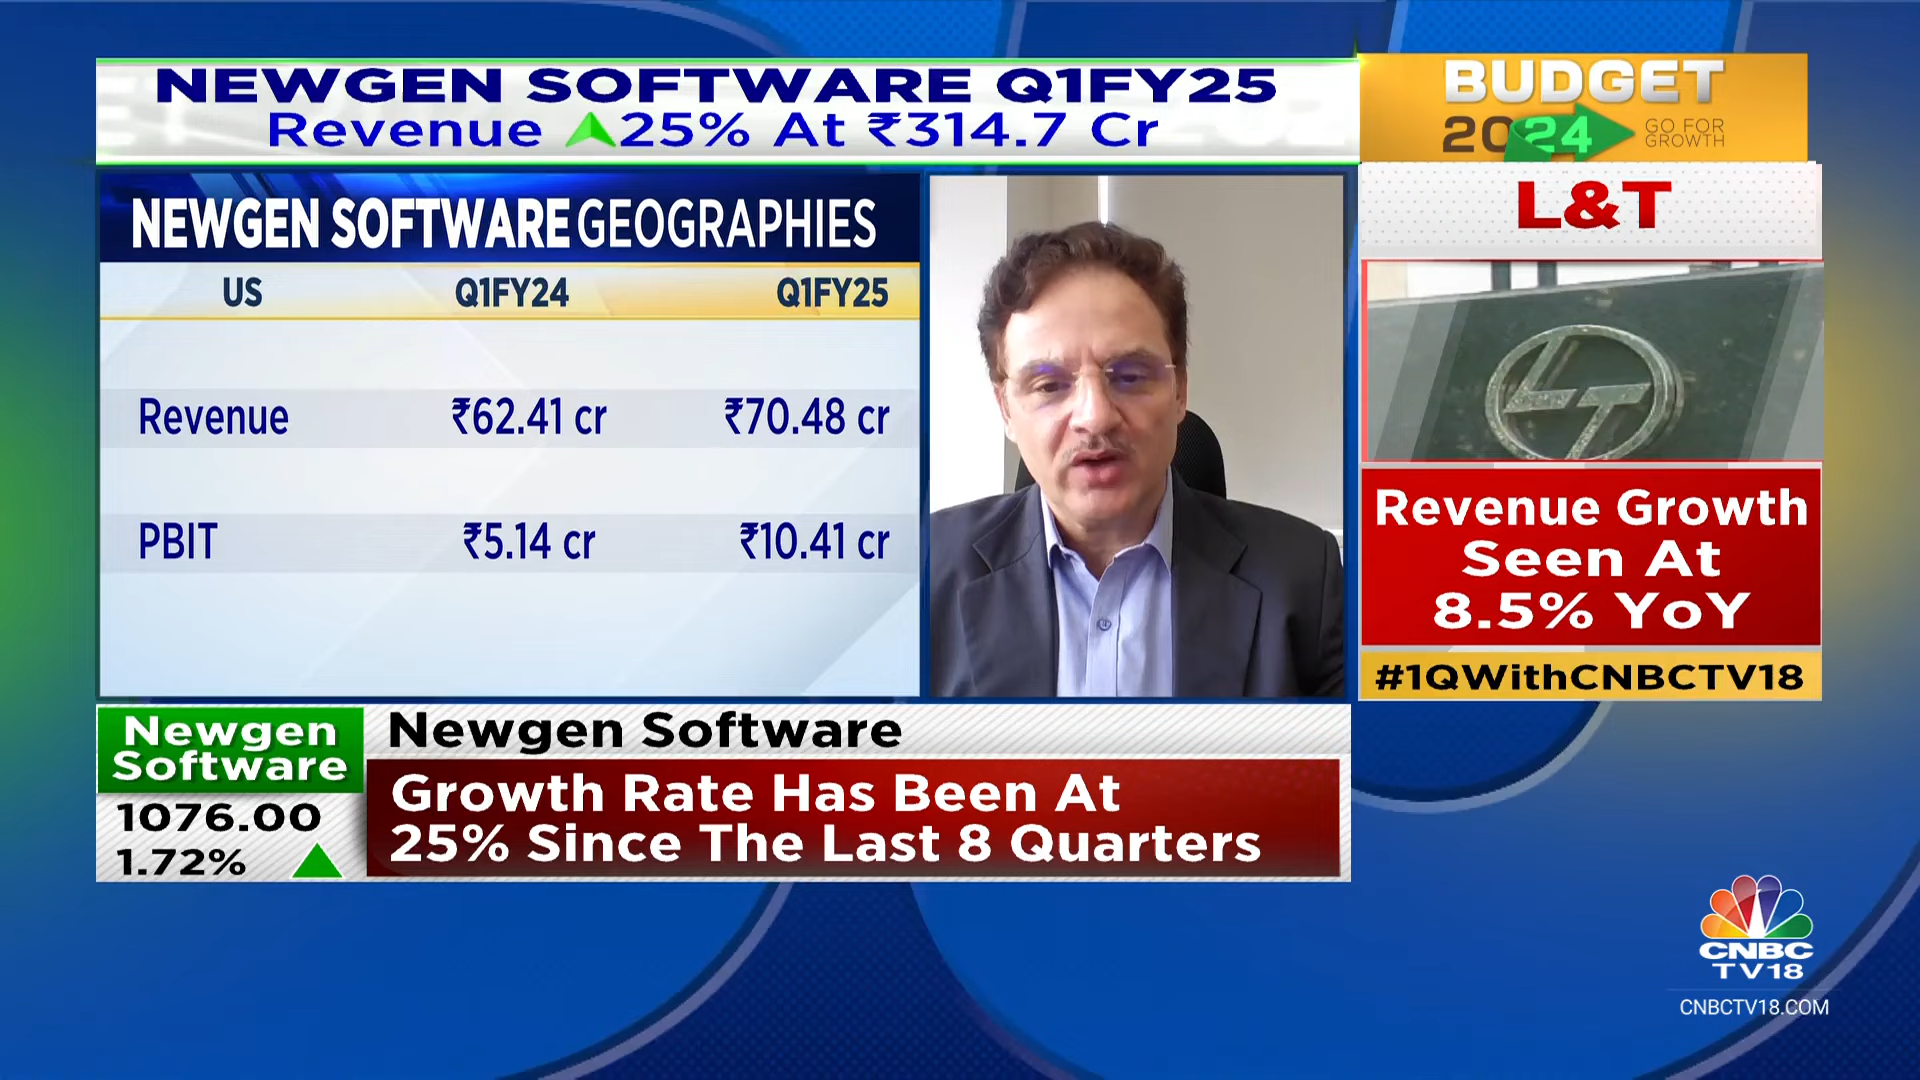 NEWGEN SOFTWARE Q1FY25
Revenue 25% At ₹314.7 Cr
BUDGET
2024
GO FOR
GROWTH
NEWGEN SOFTWARE GEOGRAPHIES
US Q1FY24 Q1FY25
Revenue ₹62.41 cr ₹70.48 cr
PBIT ₹5.14 cr ₹10.41 cr
L&T
LT
Revenue Growth
Seen At
8.5% YoY
#1QWithCNBCTV18
Newgen
Software
1076.00
1.72%
Newgen Software
Growth Rate Has Been At
25% Since The Last 8 Quarters
CNBC
TV18
CNBCTV18.COM